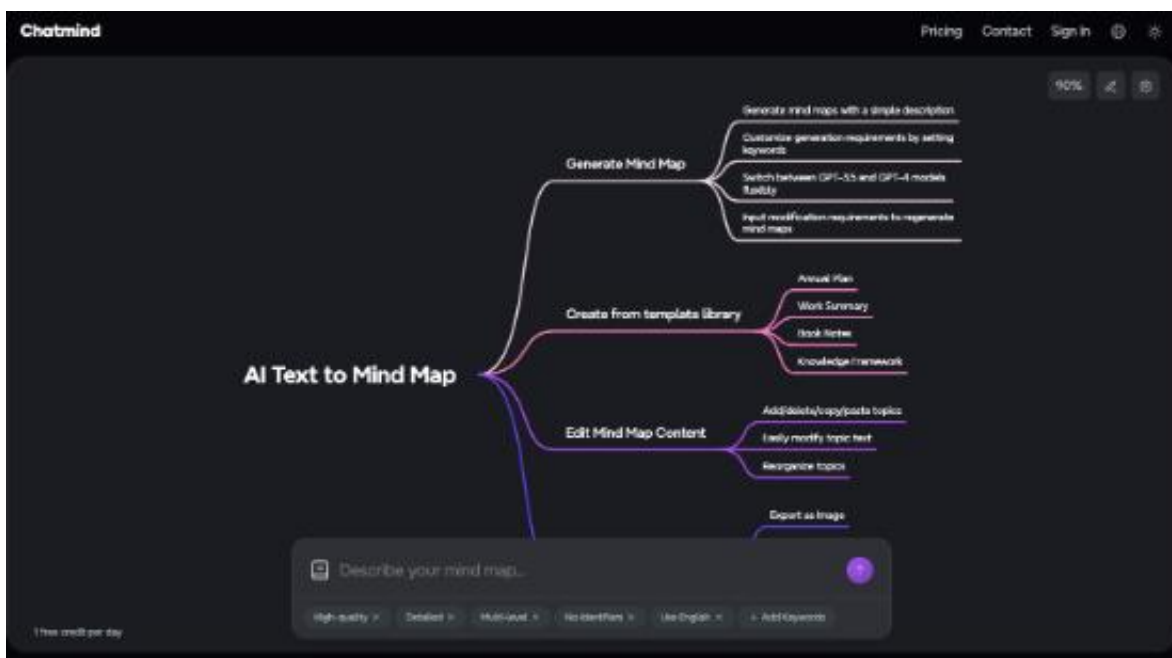 Chatmind
Pricing Contact Sign In
90%
Generate mind maps with a simple description
Customize generation requirements by setting
keywords
Generate Mind Map
Switch between GPT-3.5 and GPT-4 models
flexibly
Input modification requirements to regenerate
mind maps
Annual Plan
Create from template library
Work Summary
Book Notes
Knowledge Framework
AI Text to Mind Map
Add/delete/copy/paste topics
Edit Mind Map Content
Easily modify topic text
Reorganize topics
Export as Image
Describe your mind map...
High-quality × Detailed × Multi-level × No identifiers × Use English × + Add Keywords
1 free credit per day